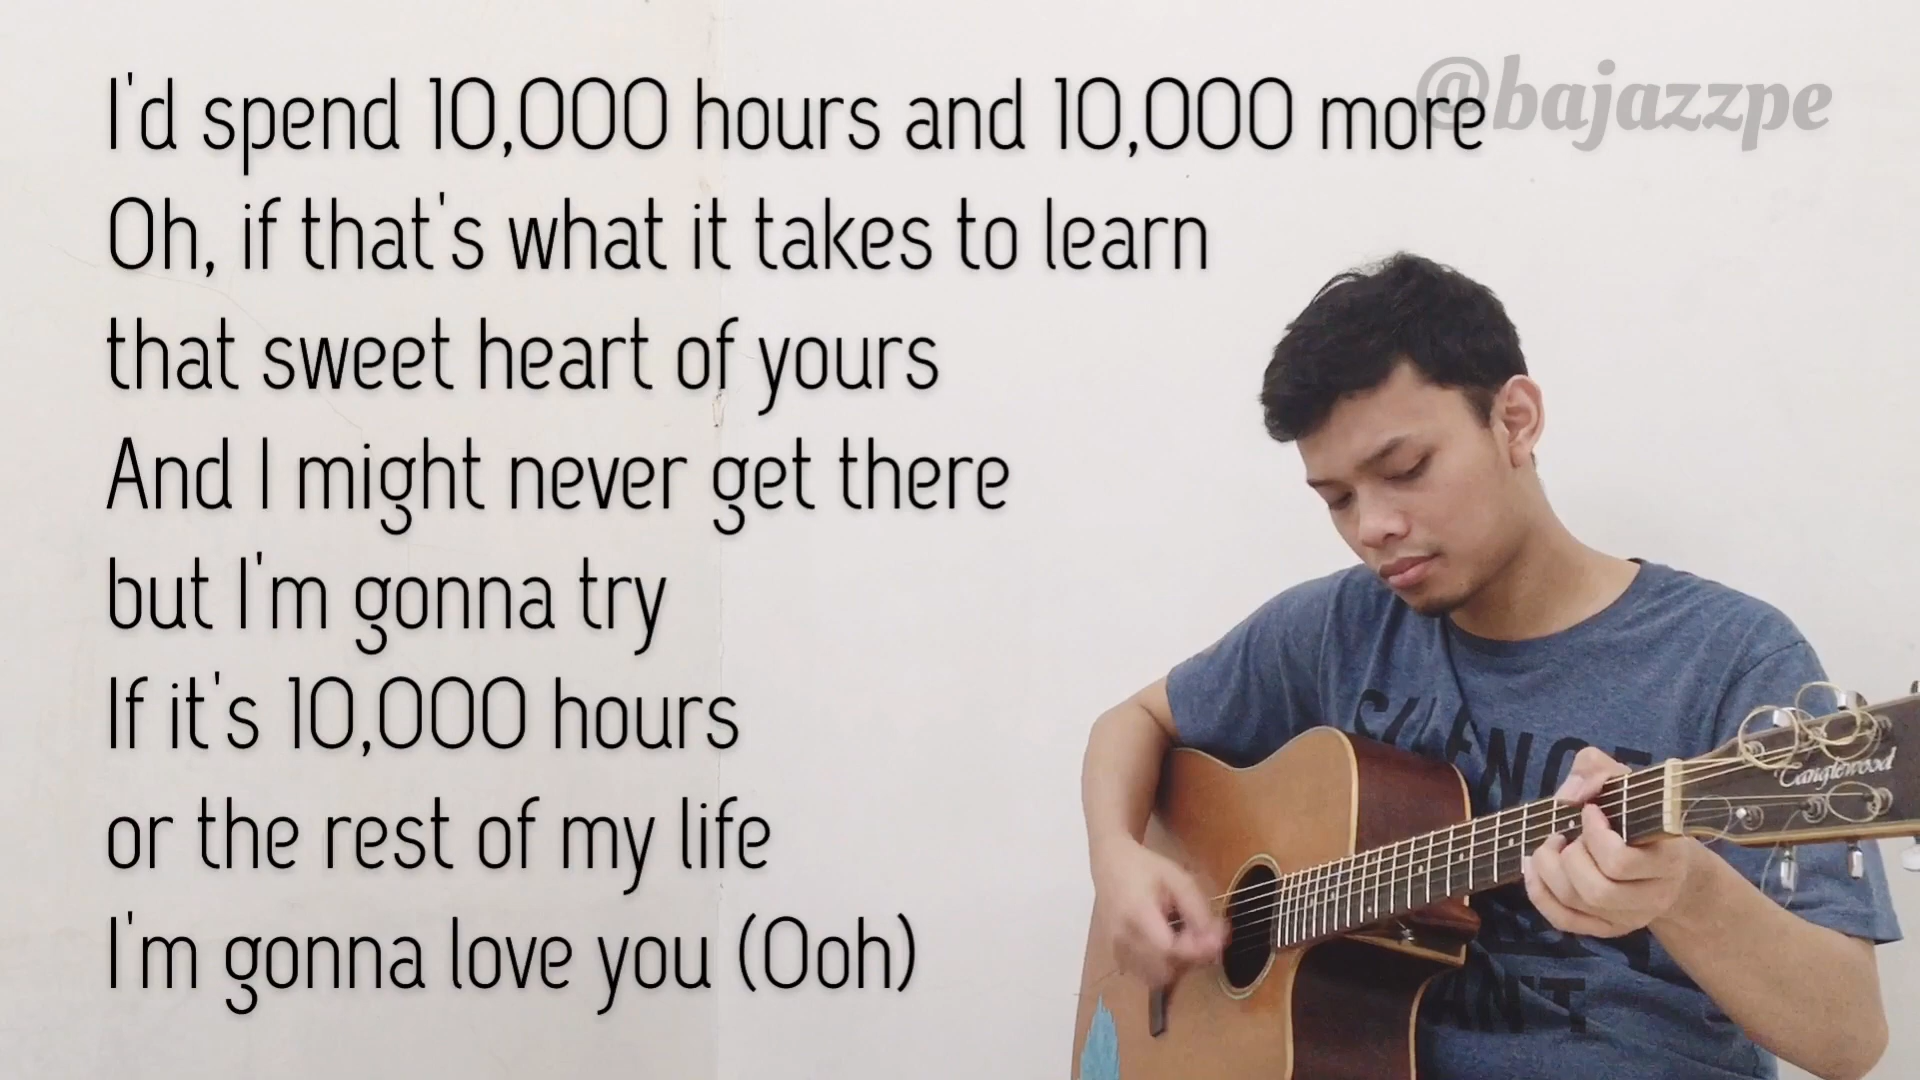 I'd spend 10,000 hours and 10,000 more
@bajazzpe
Oh, if that's what it takes to learn
that sweet heart of yours
And I might never get there
but I'm gonna try
If it's 10,000 hours
or the rest of my life
I'm gonna love you (Ooh)
SILENCE
Tanglewood